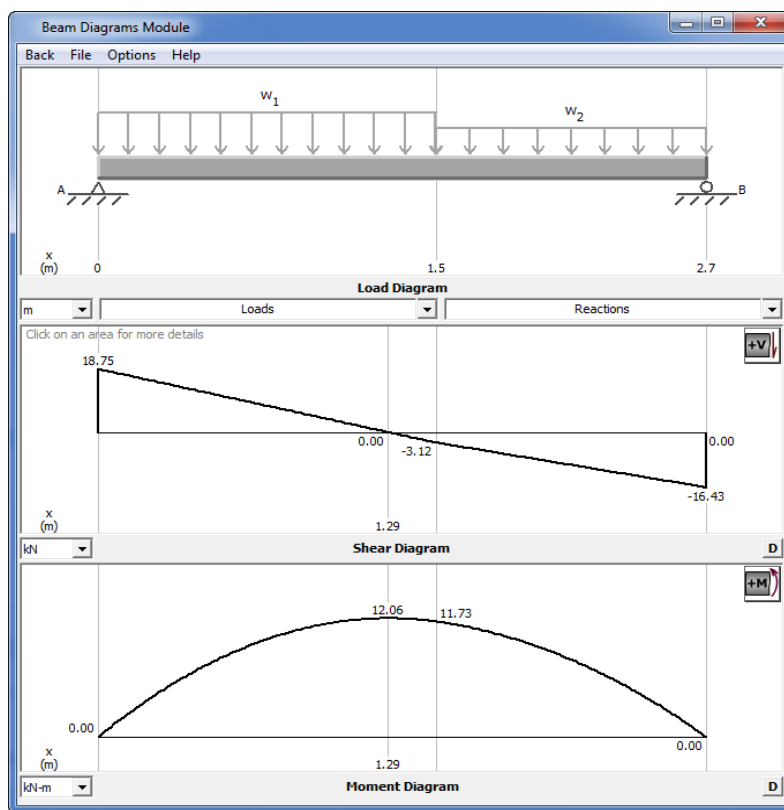 Beam Diagrams Module
Back File Options Help
w1
w2
A
B
x
(m) 0 1.5 2.7
Load Diagram
m Loads Reactions
Click on an area for more details
+V
18.75
0.00
-3.12
0.00
-16.43
x
(m) 1.29
kN Shear Diagram D
+M
12.06 11.73
0.00
0.00
x
(m) 1.29
kN-m Moment Diagram D